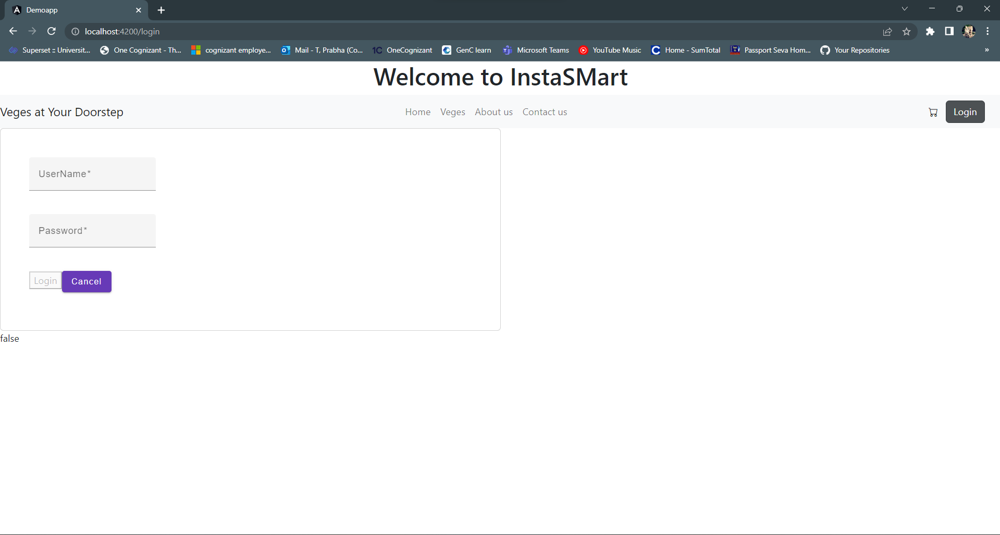 Demoapp
localhost:4200/login
Superset :: Universit... One Cognizant - Th... cognizant employe... Mail - T, Prabha (Co... 1C OneCognizant GenC learn Microsoft Teams YouTube Music Home - SumTotal Passport Seva Hom... Your Repositories »
Welcome to InstaSMart
Veges at Your Doorstep Home Veges About us Contact us Login
UserName*
Password*
Login Cancel
false